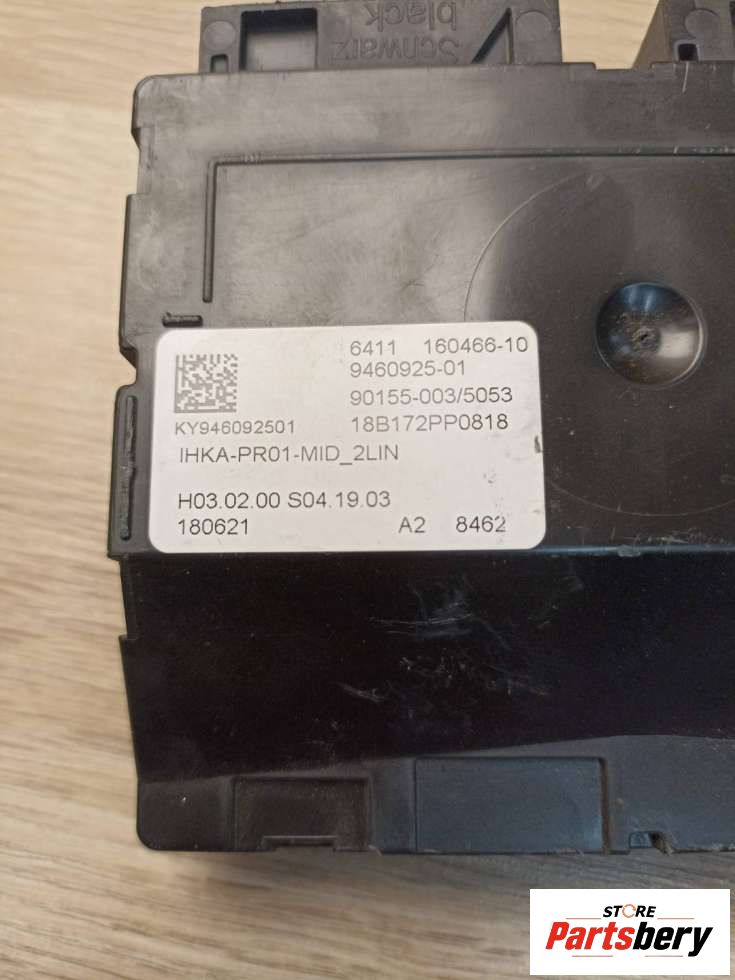 Schwarz
black
6411 160466-10
9460925-01
90155-003/5053
KY946092501 18B172PP0818
IHKA-PR01-MID_2LIN
H03.02.00 S04.19.03
180621 A2 8462
STORE
Partsbery